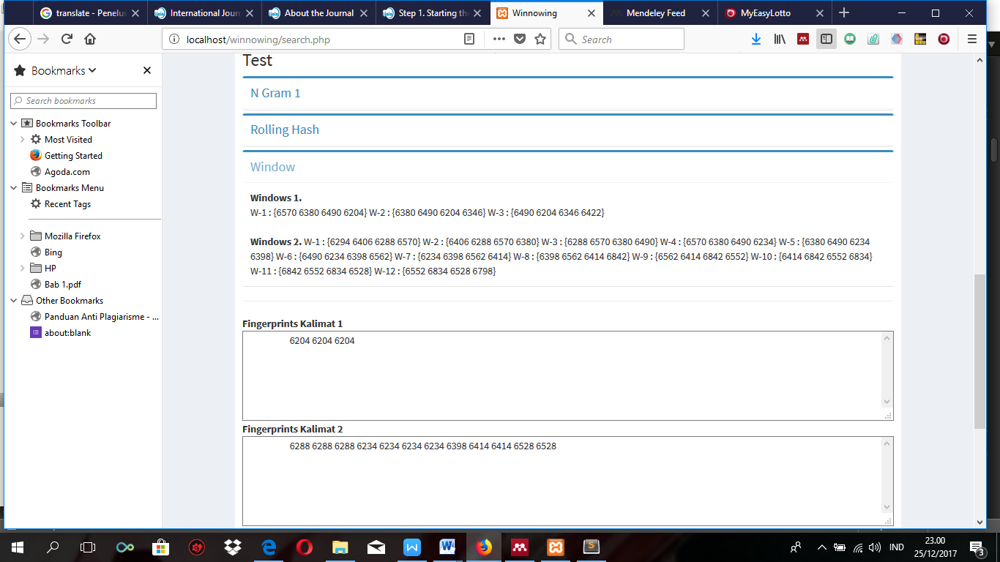 translate - Penelus
International Jour
About the Journal
Step 1. Starting the
Winnowing
Mendeley Feed
MyEasyLotto
localhost/winnowing/search.php
Search
Bookmarks
Search bookmarks
Bookmarks Toolbar
Most Visited
Getting Started
Agoda.com
Bookmarks Menu
Recent Tags
Mozilla Firefox
Bing
HP
Bab 1.pdf
Other Bookmarks
Panduan Anti Plagiarisme - ...
about:blank
Test
N Gram 1
Rolling Hash
Window
Windows 1.
W-1 : {6570 6380 6490 6204} W-2 : {6380 6490 6204 6346} W-3 : {6490 6204 6346 6422}
Windows 2. W-1 : {6294 6406 6288 6570} W-2 : {6406 6288 6570 6380} W-3 : {6288 6570 6380 6490} W-4 : {6570 6380 6490 6234} W-5 : {6380 6490 6234
6398} W-6 : {6490 6234 6398 6562} W-7 : {6234 6398 6562 6414} W-8 : {6398 6562 6414 6842} W-9 : {6562 6414 6842 6552} W-10 : {6414 6842 6552 6834}
W-11 : {6842 6552 6834 6528} W-12 : {6552 6834 6528 6798}
Fingerprints Kalimat 1
6204 6204 6204
Fingerprints Kalimat 2
6288 6288 6288 6234 6234 6234 6234 6398 6414 6414 6528 6528
IND
23.00
25/12/2017
3